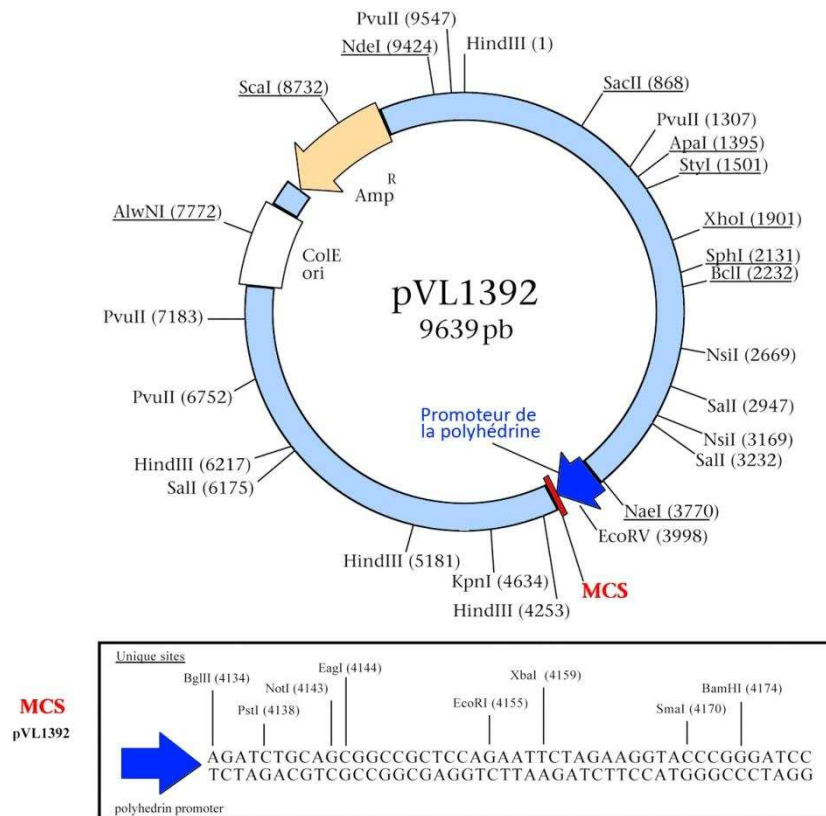 PvuII (9547)
HindIII (1)
NdeI (9424)
ScaI (8732)
SacII (868)
PvuII (1307)
ApaI (1395)
StyI (1501)
Amp R
AlwNI (7772)
XhoI (1901)
ColE
ori
SphI (2131)
BclI (2232)
pVL1392
9639 pb
PvuII (7183)
NsiI (2669)
PvuII (6752)
SalI (2947)
Promoteur de
la polyhédrine
NsiI (3169)
SalI (3232)
HindIII (6217)
SalI (6175)
NaeI (3770)
EcoRV (3998)
HindIII (5181)
KpnI (4634)
MCS
HindIII (4253)
Unique sites
BglII (4134)
EagI (4144)
XbaI (4159)
NotI (4143)
BamHI (4174)
MCS
PstI (4138)
EcoRI (4155)
SmaI (4170)
pVL1392
AGATCTGCAGCGGCCGCTCCAGAATTCTAGAAGGTACCCGGGATCC
TCTAGACGTCGCCGGCGAGGTCTTAAGATCTTCCATGGGCCCTAGG
polyhedrin promoter